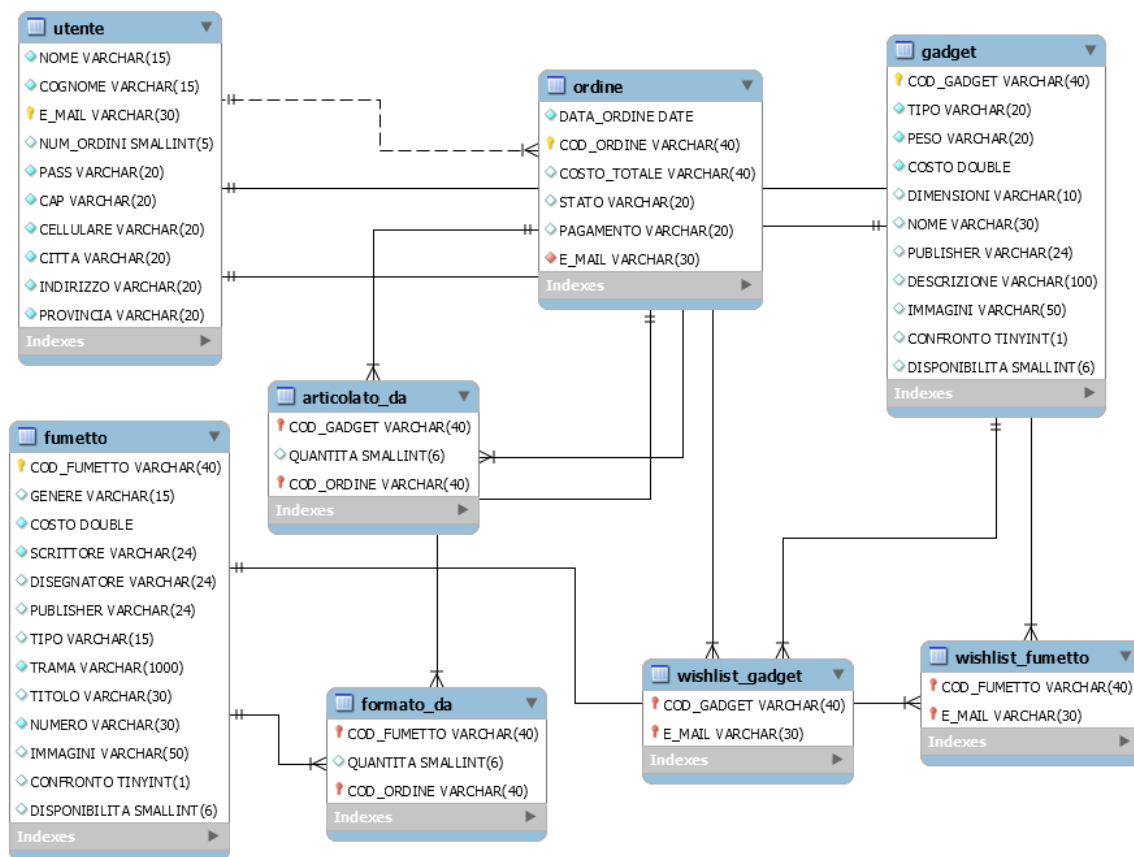 utente
NOME VARCHAR(15)
COGNOME VARCHAR(15)
E_MAIL VARCHAR(30)
NUM_ORDINI SMALLINT(5)
PASS VARCHAR(20)
CAP VARCHAR(20)
CELLULARE VARCHAR(20)
CITTA VARCHAR(20)
INDIRIZZO VARCHAR(20)
PROVINCIA VARCHAR(20)
Indexes
ordine
DATA_ORDINE DATE
COD_ORDINE VARCHAR(40)
COSTO_TOTALE VARCHAR(40)
STATO VARCHAR(20)
PAGAMENTO VARCHAR(20)
E_MAIL VARCHAR(30)
Indexes
gadget
COD_GADGET VARCHAR(40)
TIPO VARCHAR(20)
PESO VARCHAR(20)
COSTO DOUBLE
DIMENSIONI VARCHAR(10)
NOME VARCHAR(30)
PUBLISHER VARCHAR(24)
DESCRIZIONE VARCHAR(100)
IMMAGINI VARCHAR(50)
CONFRONTO TINYINT(1)
DISPONIBILITA SMALLINT(6)
Indexes
articolato_da
COD_GADGET VARCHAR(40)
QUANTITA SMALLINT(6)
COD_ORDINE VARCHAR(40)
Indexes
fumetto
COD_FUMETTO VARCHAR(40)
GENERE VARCHAR(15)
COSTO DOUBLE
SCRITTORE VARCHAR(24)
DISEGNATORE VARCHAR(24)
PUBLISHER VARCHAR(24)
TIPO VARCHAR(15)
TRAMA VARCHAR(1000)
TITOLO VARCHAR(30)
NUMERO VARCHAR(30)
IMMAGINI VARCHAR(50)
CONFRONTO TINYINT(1)
DISPONIBILITA SMALLINT(6)
Indexes
formato_da
COD_FUMETTO VARCHAR(40)
QUANTITA SMALLINT(6)
COD_ORDINE VARCHAR(40)
Indexes
wishlist_gadget
COD_GADGET VARCHAR(40)
E_MAIL VARCHAR(30)
Indexes
wishlist_fumetto
COD_FUMETTO VARCHAR(40)
E_MAIL VARCHAR(30)
Indexes